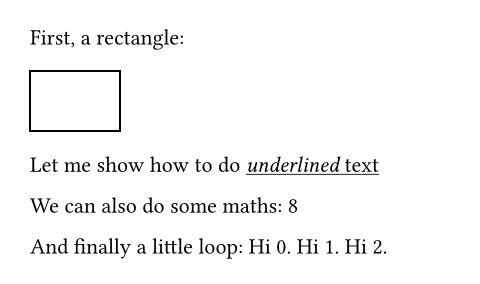 First, a rectangle:
Let me show how to do underlined text
We can also do some maths: 8
And finally a little loop: Hi 0. Hi 1. Hi 2.